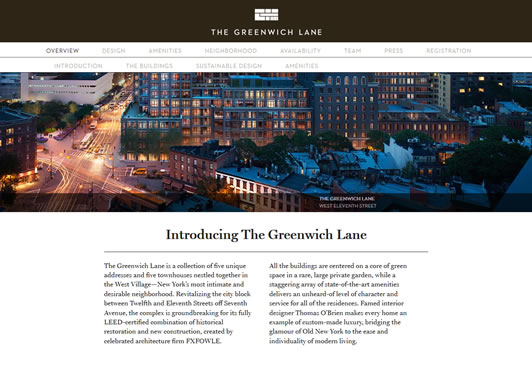 THE GREENWICH LANE
OVERVIEW DESIGN AMENITIES NEIGHBORHOOD AVAILABILITY TEAM PRESS REGISTRATION
INTRODUCTION THE BUILDINGS SUSTAINABLE DESIGN AMENITIES
THE GREENWICH LANE
WEST ELEVENTH STREET
Introducing The Greenwich Lane
The Greenwich Lane is a collection of five unique
addresses and five townhouses nestled together in
the West Village—New York's most intimate and
desirable neighborhood. Revitalizing the city block
between Twelfth and Eleventh Streets off Seventh
Avenue, the complex is groundbreaking for its fully
LEED-certified combination of historical
restoration and new construction, created by
celebrated architecture firm FXFOWLE.
All the buildings are centered on a core of green
space in a rare, large private garden, while a
staggering array of state-of-the-art amenities
delivers an unheard-of level of character and
service for all of the residences. Famed interior
designer Thomas O'Brien makes every home an
example of custom-made luxury, bridging the
glamour of Old New York to the ease and
individuality of modern living.